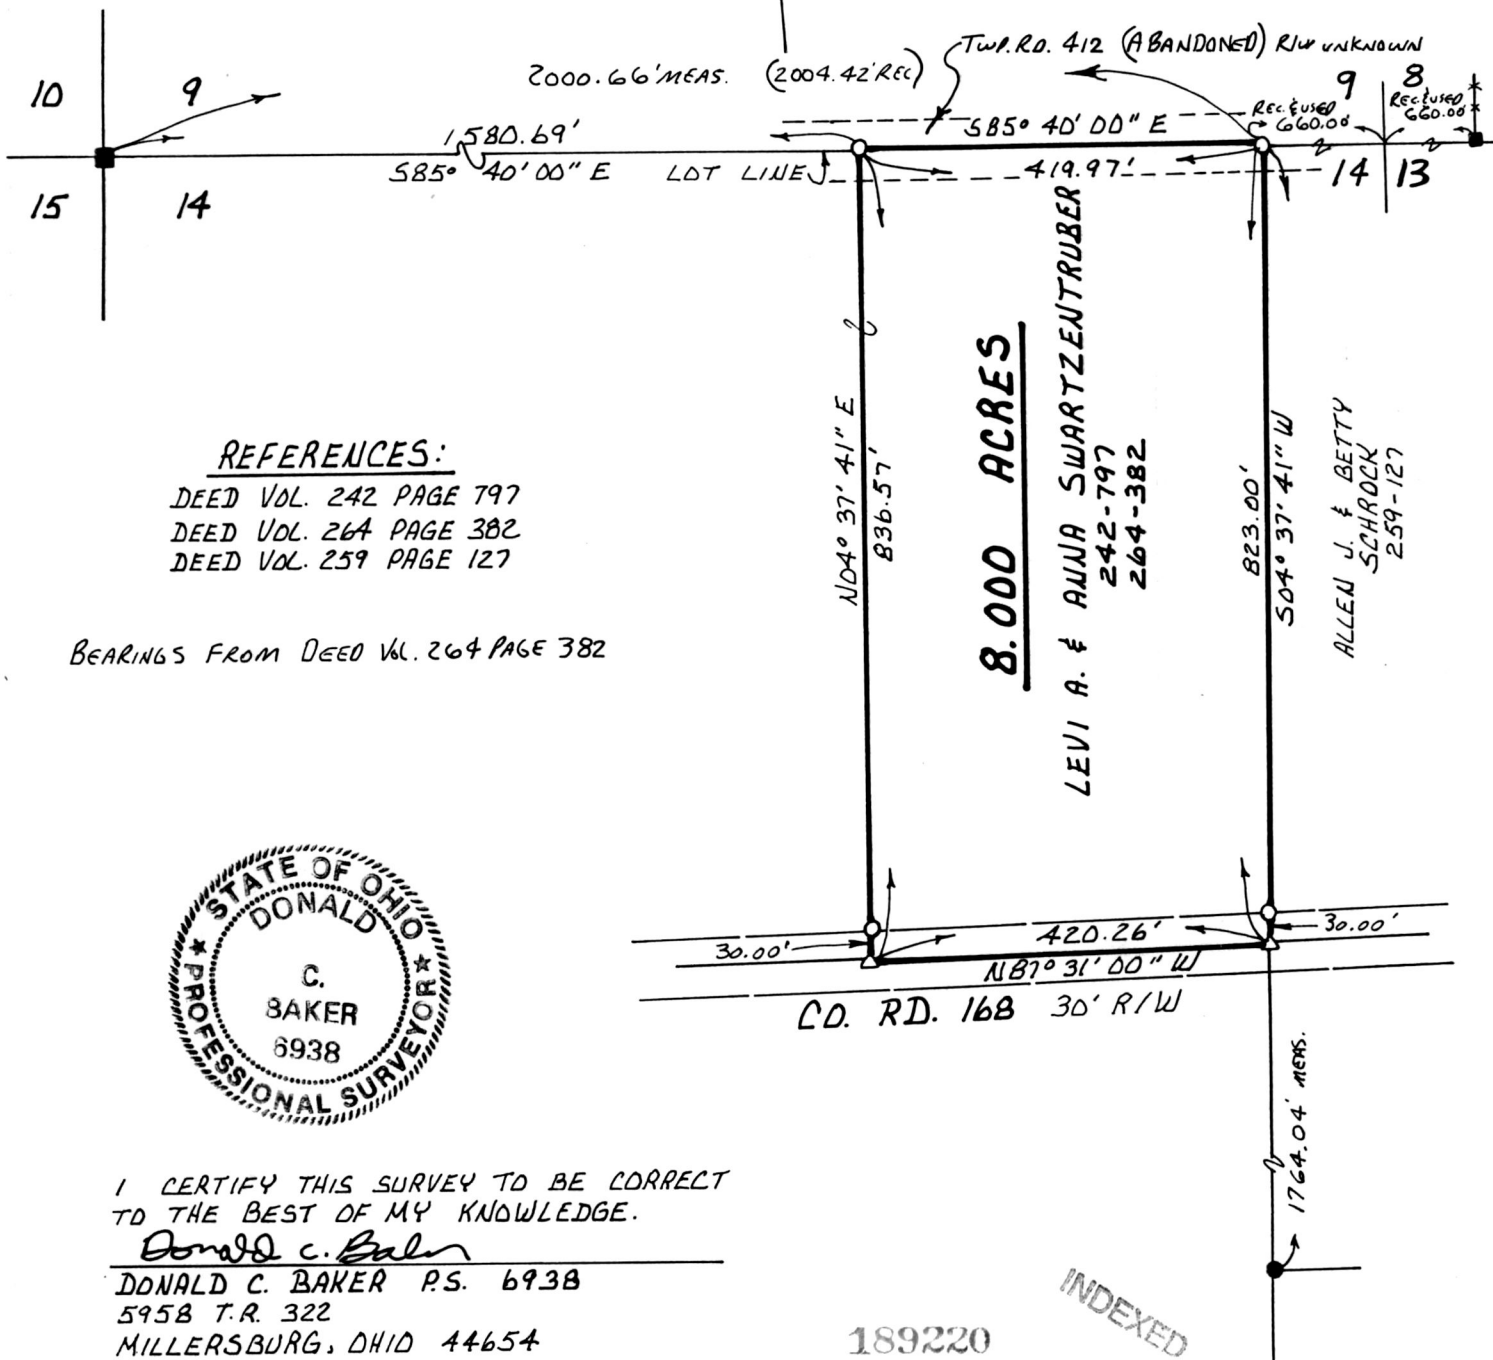 TWP. RD. 412 (ABANDONED) R/W UNKNOWN
2000.66' MEAS. (2004.42' REC)
10
9
9
8
REC. & USED
660.00'
REC. & USED
660.00'
1580.69'
S85° 40' 00" E
S85° 40' 00" E
LOT LINE
419.97'
15
14
14
13
N04° 37' 41" E
836.57'
8.000 ACRES
LEVI A. & ANNA SWARTZENTRUBER
242-797
264-382
823.00'
S04° 37' 41" W
ALLEN J. & BETTY
SCHROCK
259-127
REFERENCES:
DEED VOL. 242 PAGE 797
DEED VOL. 264 PAGE 382
DEED VOL. 259 PAGE 127
BEARINGS FROM DEED VOL. 264 PAGE 382
STATE OF OHIO
DONALD
C.
BAKER
6938
PROFESSIONAL SURVEYOR
30.00'
420.26'
30.00'
N87° 31' 00" W
CO. RD. 168 30' R/W
1764.04' MEAS.
I CERTIFY THIS SURVEY TO BE CORRECT
TO THE BEST OF MY KNOWLEDGE.
Donald C. Baker
DONALD C. BAKER P.S. 6938
5958 T.R. 322
MILLERSBURG, OHIO 44654
189220
INDEXED